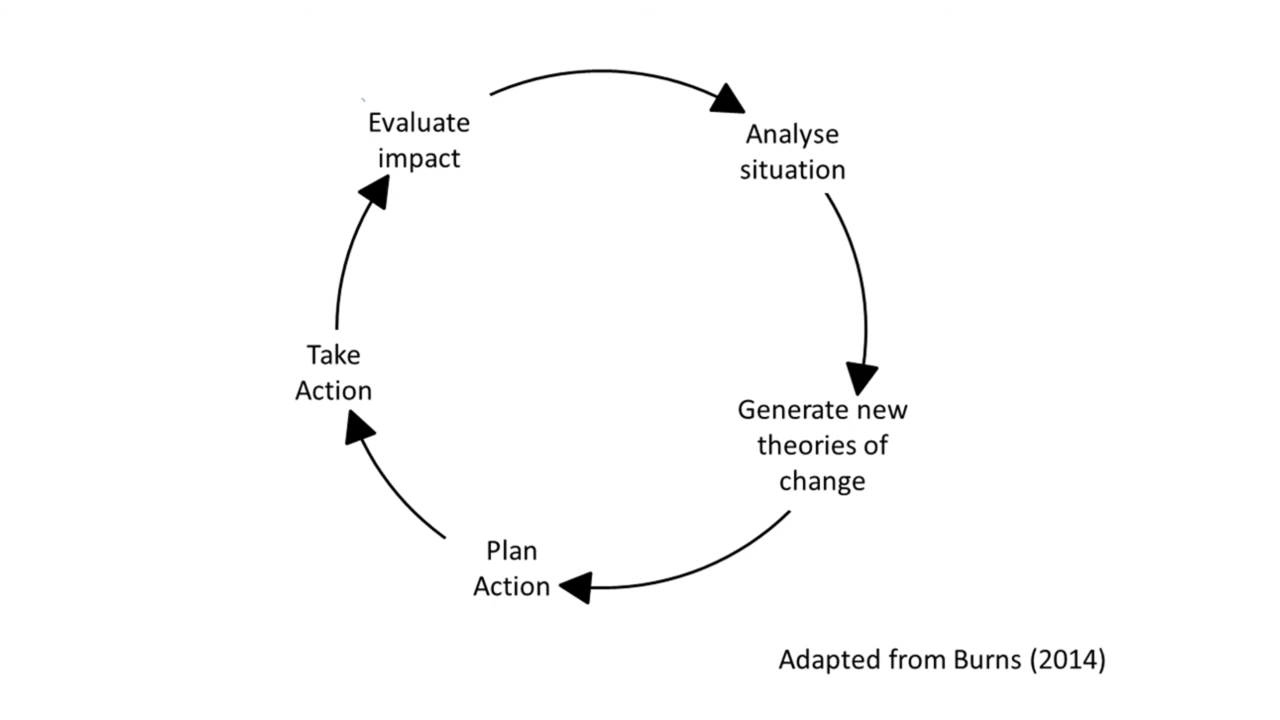 Evaluate
impact
Analyse
situation
Generate new
theories of
change
Plan
Action
Take
Action
Adapted from Burns (2014)